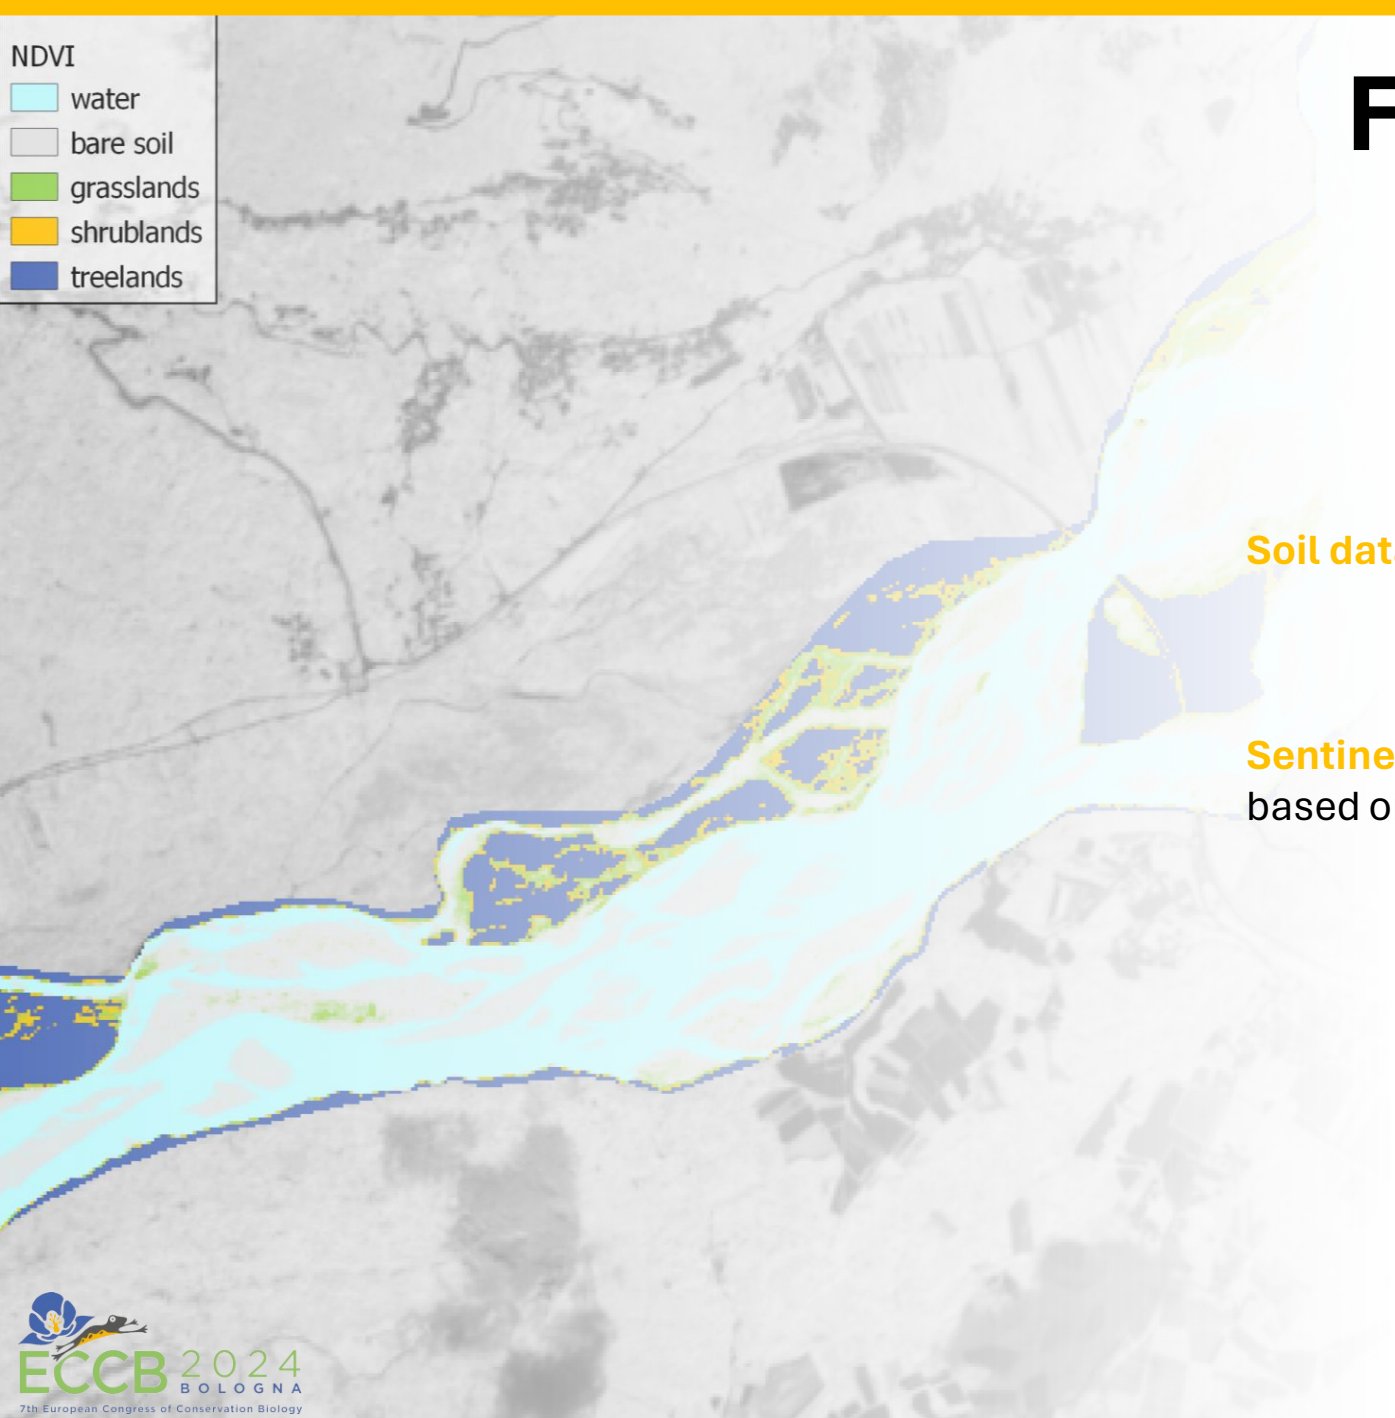 NDVI
water
bare soil
grasslands
shrublands
treelands
F
Soil dat
Sentine
based o
ECCB 2024
BOLOGNA
7th European Congress of Conservation Biology